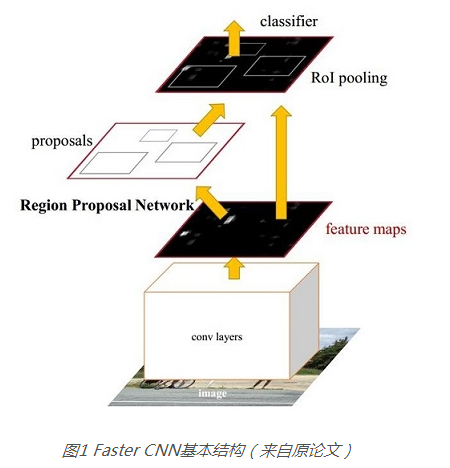 classifier
RoI pooling
proposals
Region Proposal Network
feature maps
conv layers
image
图1 Faster CNN基本结构（来自原论文）